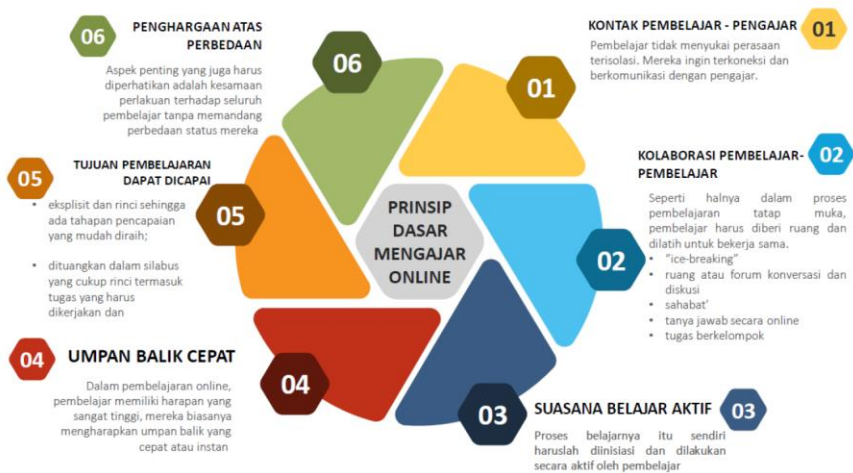 01
KONTAK PEMBELAJAR - PENGAJAR
Pembelajar tidak menyukai perasaan
terisolasi. Mereka ingin terkoneksi dan
berkomunikasi dengan pengajar.
02
KOLABORASI PEMBELAJAR-
PEMBELAJAR
Seperti halnya dalam proses
pembelajaran tatap muka,
pembelajar harus diberi ruang dan
dilatih untuk bekerja sama.
• "ice-breaking"
• ruang atau forum konversasi dan
diskusi
• sahabat'
• tanya jawab secara online
• tugas berkelompok
03
SUASANA BELAJAR AKTIF
Proses belajarnya itu sendiri
haruslah diinisiasi dan dilakukan
secara aktif oleh pembelajar
04
UMPAN BALIK CEPAT
Dalam pembelajaran online,
pembelajar memiliki harapan yang
sangat tinggi, mereka biasanya
mengharapkan umpan balik yang
cepat atau instan
05
TUJUAN PEMBELAJARAN
DAPAT DICAPAI
• eksplisit dan rinci sehingga
ada tahapan pencapaian
yang mudah diraih;
• dituangkan dalam silabus
yang cukup rinci termasuk
tugas yang harus
dikerjakan dan
06
PENGHARGAAN ATAS
PERBEDAAN
Aspek penting yang juga harus
diperhatikan adalah kesamaan
perlakuan terhadap seluruh
pembelajar tanpa memandang
perbedaan status mereka
PRINSIP
DASAR
MENGAJAR
ONLINE
01
02
03
04
05
06